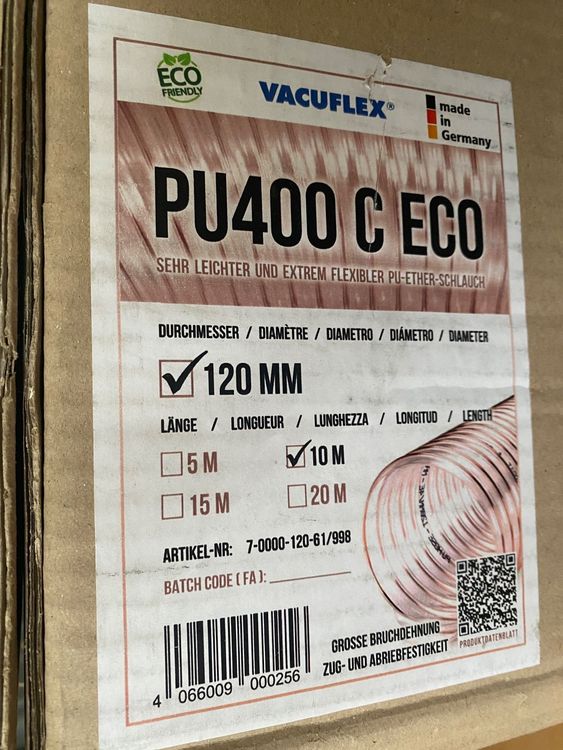 ECO
FRIENDLY
VACUFLEX®
made
in
Germany
PU400 C ECO
SEHR LEICHTER UND EXTREM FLEXIBLER PU-ETHER-SCHLAUCH
DURCHMESSER / DIAMÈTRE / DIAMETRO / DIÁMETRO / DIAMETER
120 MM
LÄNGE / LONGUEUR / LUNGHEZZA / LONGITUD / LENGTH
5 M
10 M
15 M
20 M
ARTIKEL-NR: 7-0000-120-61/998
BATCH CODE ( FA ): ____________
4 066009 000256
GROSSE BRUCHDEHNUNG
ZUG- UND ABRIEBFESTIGKEIT
PRODUKTDATENBLATT